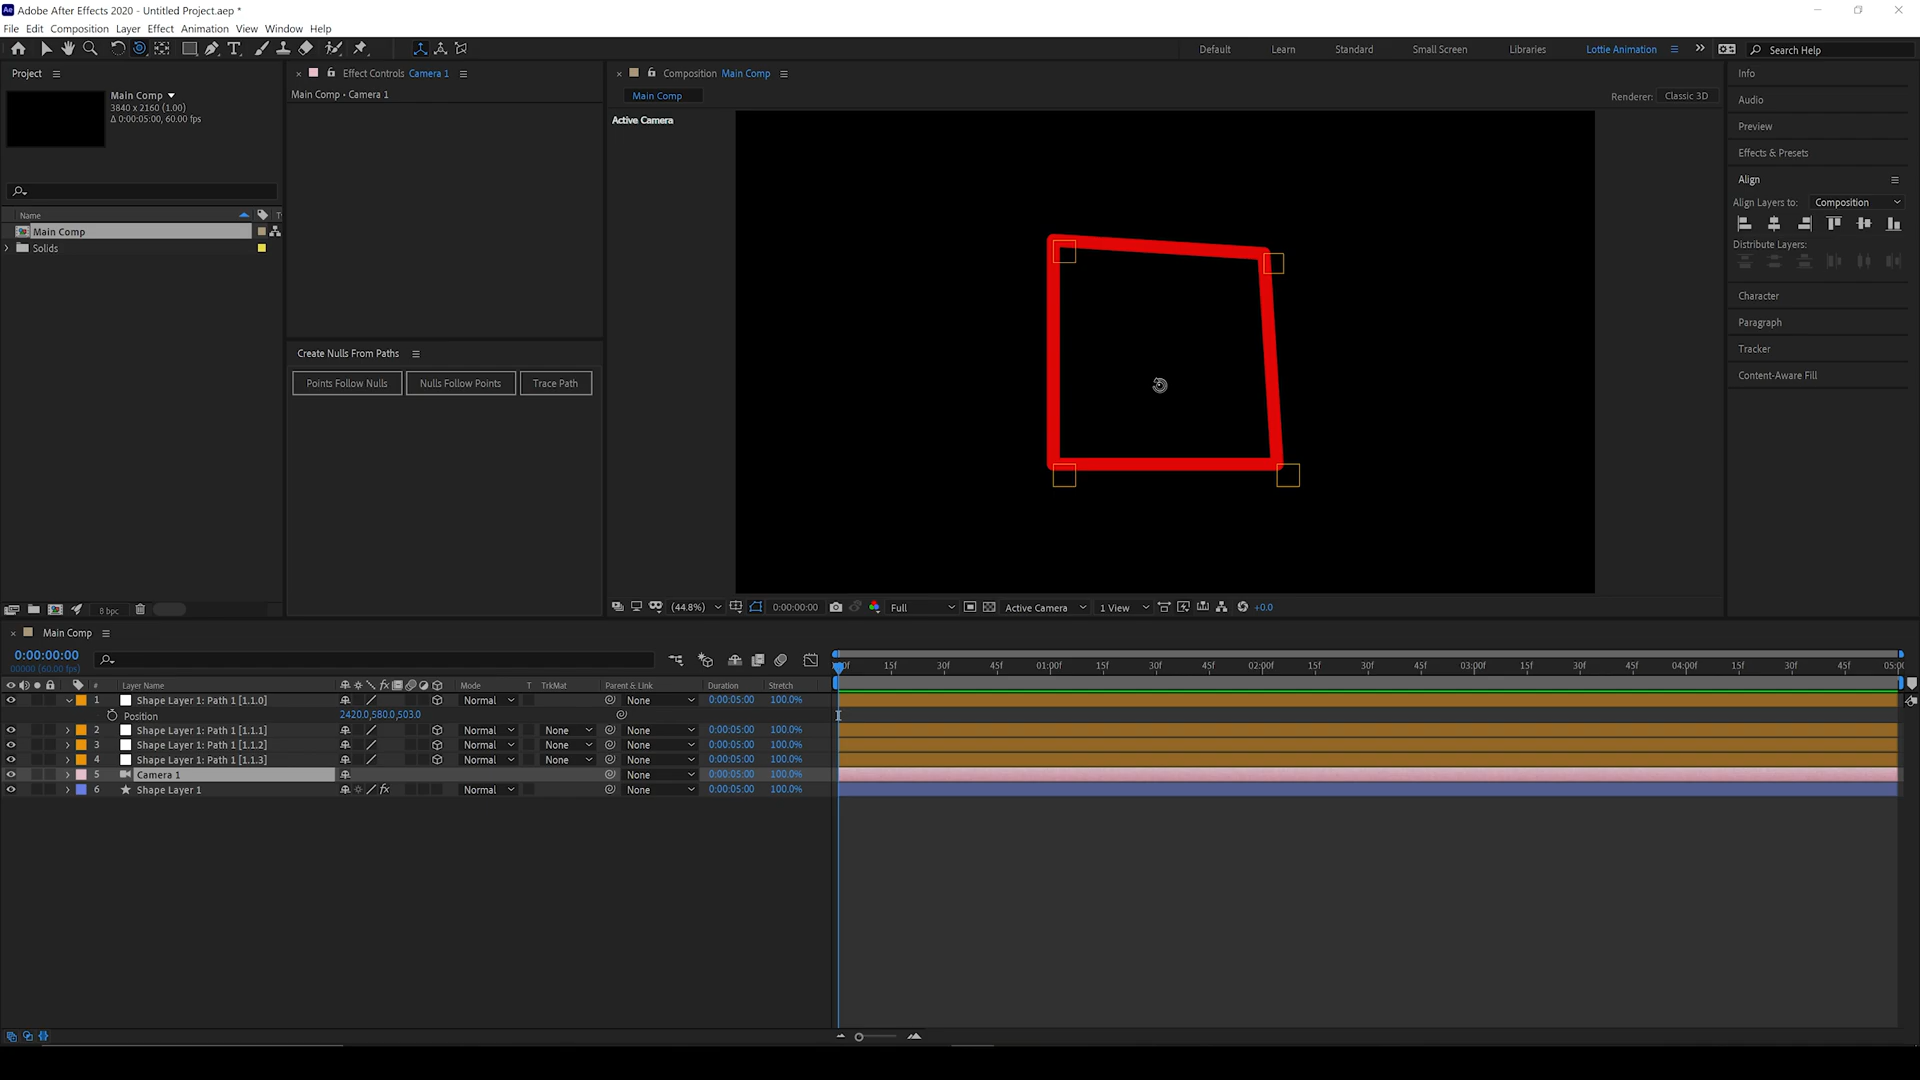 Adobe After Effects 2020 - Untitled Project.aep *
File Edit Composition Layer Effect Animation View Window Help
Default Learn Standard Small Screen Libraries Lottie Animation Search Help
Project
Effect Controls Camera 1
Composition Main Comp
Info
Main Comp
3840 x 2160 (1.00)
Δ 0:00:05:00, 60.00 fps
Main Comp • Camera 1
Main Comp
Renderer: Classic 3D
Audio
Active Camera
Preview
Effects & Presets
Align
Align Layers to: Composition
Distribute Layers:
Name
Main Comp
Solids
Character
Paragraph
Tracker
Content-Aware Fill
Create Nulls From Paths
Points Follow Nulls Nulls Follow Points Trace Path
8 bpc
(44.8%) 0:00:00:00 Full Active Camera 1 View +0.0
Main Comp
0:00:00:00
00000 (60.00 fps)
15f 30f 45f 01:00f 15f 30f 45f 02:00f 15f 30f 45f 03:00f 15f 30f 45f 04:00f 15f 30f 45f
# Layer Name Mode T TrkMat Parent & Link Duration Stretch
1 Shape Layer 1: Path 1 [1.1.0] Normal None 0:00:05:00 100.0%
Position 2420.0,580.0,503.0
2 Shape Layer 1: Path 1 [1.1.1] Normal None None 0:00:05:00 100.0%
3 Shape Layer 1: Path 1 [1.1.2] Normal None None 0:00:05:00 100.0%
4 Shape Layer 1: Path 1 [1.1.3] Normal None None 0:00:05:00 100.0%
5 Camera 1 None 0:00:05:00 100.0%
6 Shape Layer 1 Normal None 0:00:05:00 100.0%